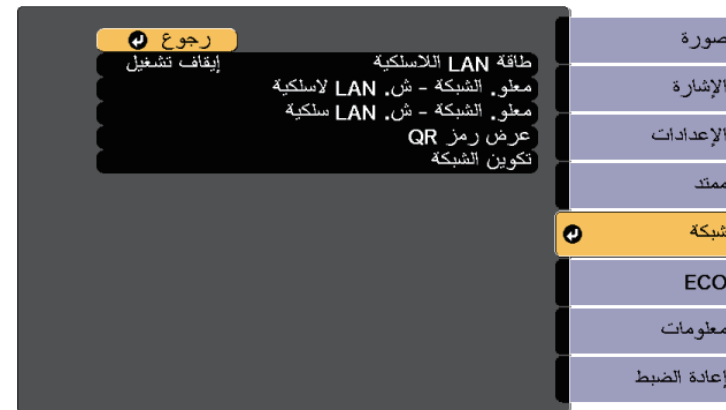 صورة
الإشارة
الإعدادات
ممتد
شبكة
ECO
معلومات
إعادة الضبط
رجوع
طاقة LAN اللاسلكية إيقاف تشغيل
معلو. الشبكة - ش. LAN لاسلكية
معلو. الشبكة - ش. LAN سلكية
عرض رمز QR
تكوين الشبكة